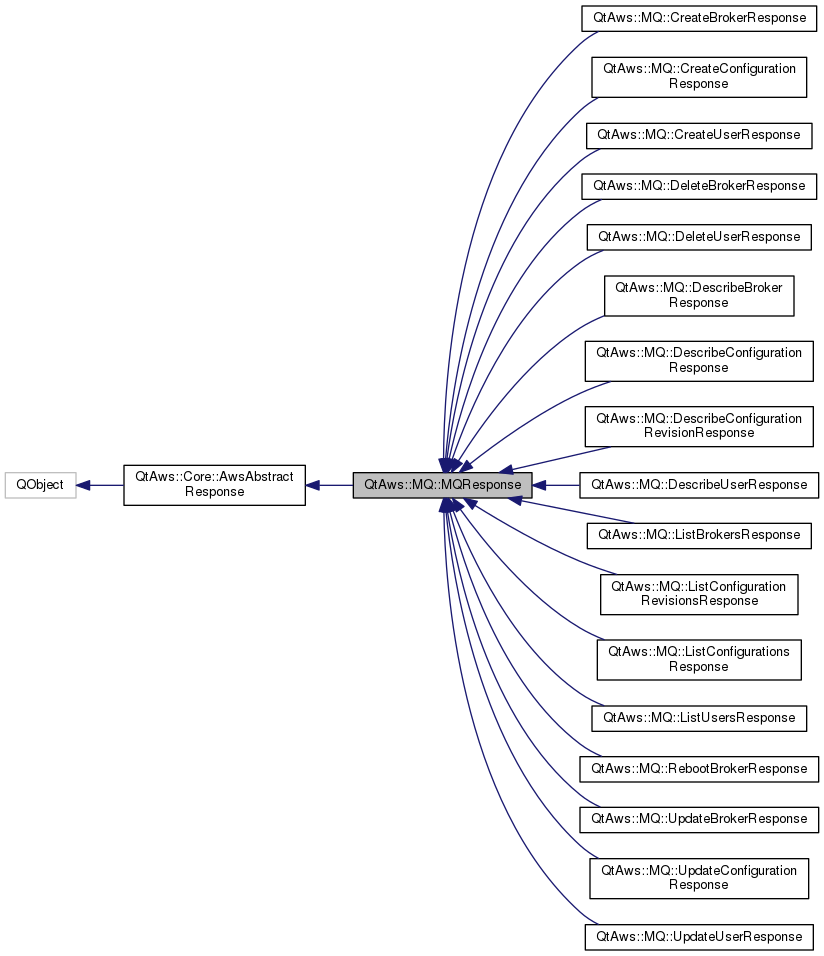 QtAws::MQ::CreateBrokerResponse
QtAws::MQ::CreateConfiguration
Response
QtAws::MQ::CreateUserResponse
QtAws::MQ::DeleteBrokerResponse
QtAws::MQ::DeleteUserResponse
QtAws::MQ::DescribeBroker
Response
QtAws::MQ::DescribeConfiguration
Response
QtAws::MQ::DescribeConfiguration
RevisionResponse
QObject
QtAws::Core::AwsAbstract
Response
QtAws::MQ::MQResponse
QtAws::MQ::DescribeUserResponse
QtAws::MQ::ListBrokersResponse
QtAws::MQ::ListConfiguration
RevisionsResponse
QtAws::MQ::ListConfigurations
Response
QtAws::MQ::ListUsersResponse
QtAws::MQ::RebootBrokerResponse
QtAws::MQ::UpdateBrokerResponse
QtAws::MQ::UpdateConfiguration
Response
QtAws::MQ::UpdateUserResponse